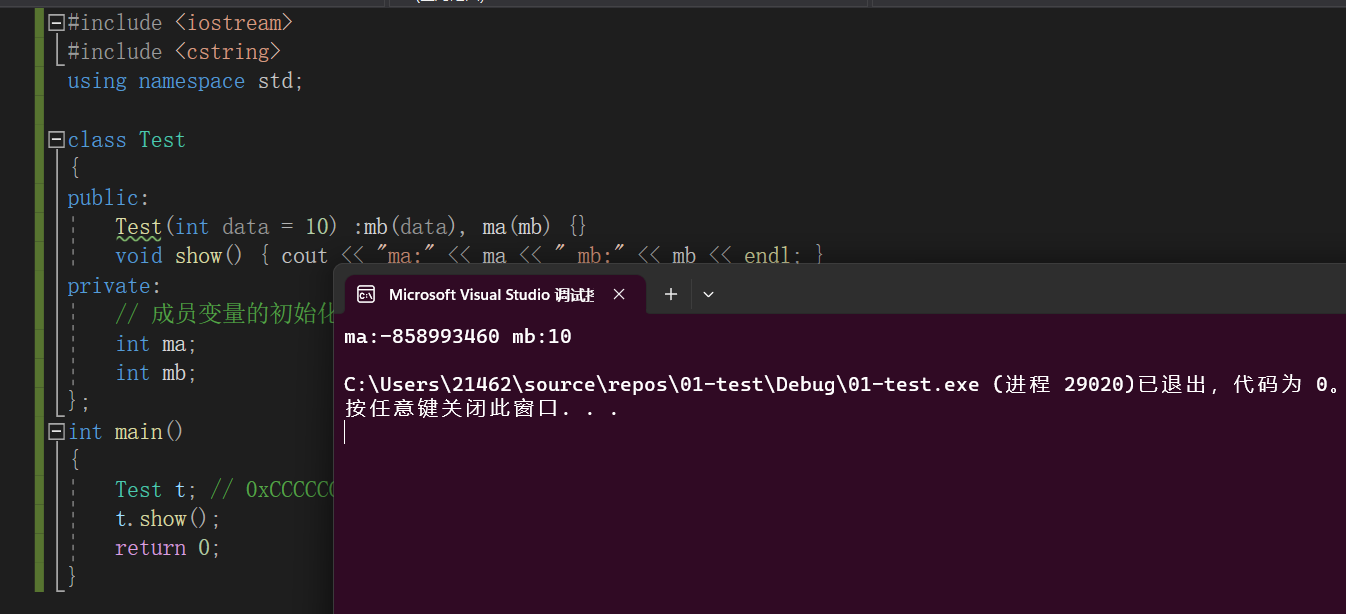 #include <iostream>
#include <cstring>
using namespace std;
class Test
{
public:
Test(int data = 10) :mb(data), ma(mb) {}
void show() { cout << "ma:" << ma << " mb:" << mb << endl; }
private:
// 成员变量的初始化
int ma;
int mb;
};
int main()
{
Test t; // 0xCCCCCC
t.show();
return 0;
}
Microsoft Visual Studio 调试
ma:-858993460 mb:10
C:\Users\21462\source\repos\01-test\Debug\01-test.exe (进程 29020)已退出，代码为 0。
按任意键关闭此窗口. . .